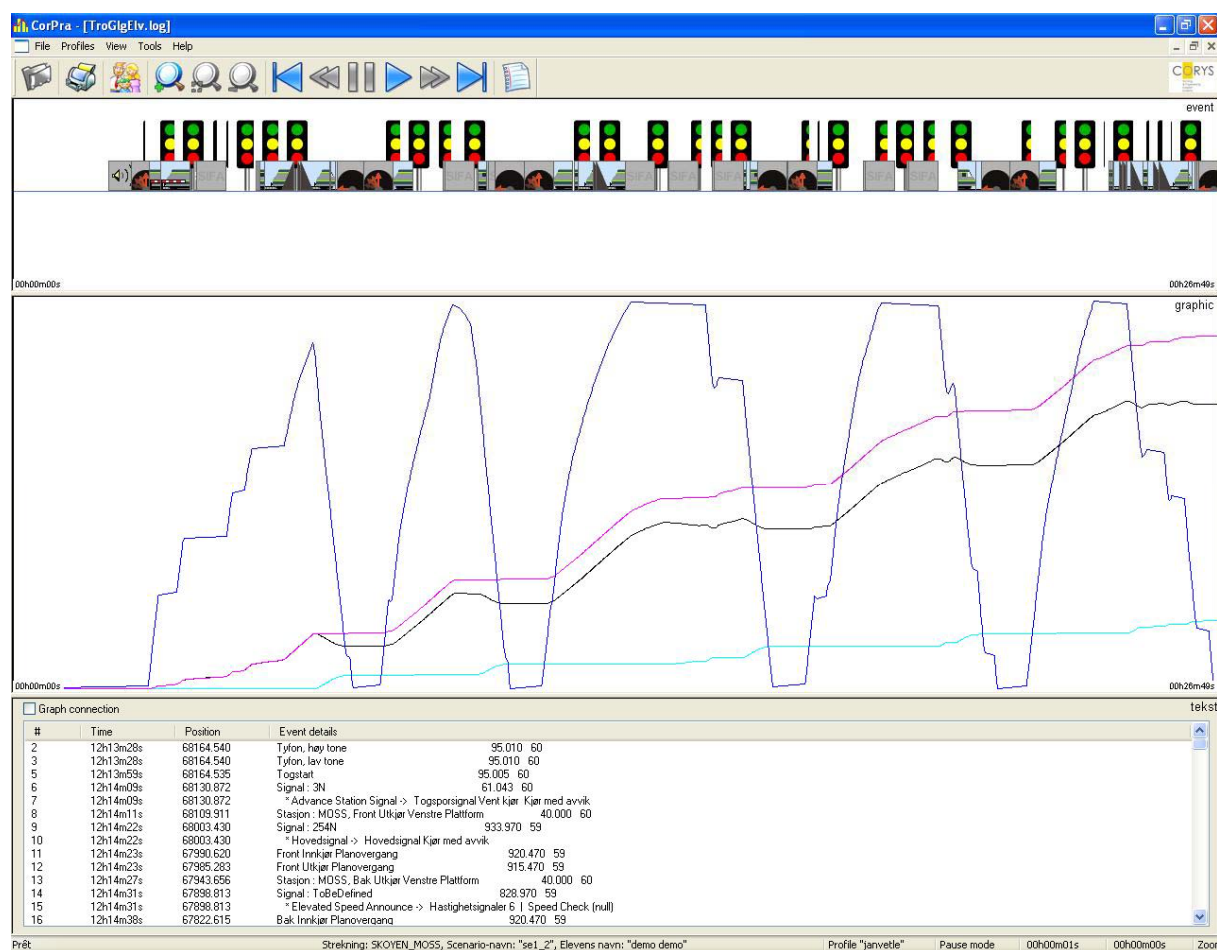 CorPra - [TroGlgElv.log]
File Profiles View Tools Help
CORYS
event
SIFA SIFA SIFA SIFA SIFA SIFA SIFA SIFA
00h00m00s 00h26m49s
graphic
00h00m00s 00h26m49s
Graph connection tekst
# Time Position Event details
2 12h13m28s 68164.540 Tyfon, høy tone 95.010 60
3 12h13m28s 68164.540 Tyfon, lav tone 95.010 60
5 12h13m59s 68164.535 Togstart 95.005 60
6 12h14m09s 68130.872 Signal : 3N 61.043 60
7 12h14m09s 68130.872 * Advance Station Signal -> Togsporsignal Vent kjør Kjør med avvik
8 12h14m11s 68109.911 Stasjon : MOSS, Front Utkjør Venstre Plattform 40.000 60
9 12h14m22s 68003.430 Signal : 254N 933.970 59
10 12h14m22s 68003.430 * Hovedsignal -> Hovedsignal Kjør med avvik
11 12h14m23s 67990.620 Front Innkjør Planovergang 920.470 59
12 12h14m23s 67985.283 Front Utkjør Planovergang 915.470 59
13 12h14m27s 67943.656 Stasjon : MOSS, Bak Utkjør Venstre Plattform 40.000 60
14 12h14m31s 67898.813 Signal : ToBeDefined 828.970 59
15 12h14m31s 67898.813 * Elevated Speed Announce -> Hastighetsignaler 6 | Speed Check (null)
16 12h14m38s 67822.615 Bak Innkjør Planovergang 920.470 59
Prêt Strekning: SKOYEN_MOSS, Scenario-navn: "se1_2", Elevens navn: "demo demo" Profile "janvetle" Pause mode 00h00m01s 00h00m00s